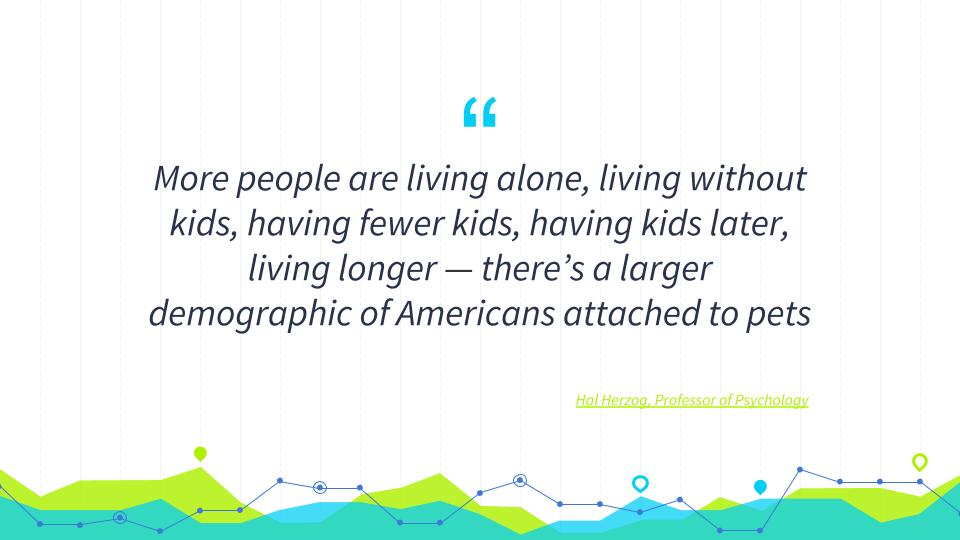 “
More people are living alone, living without
kids, having fewer kids, having kids later,
living longer — there’s a larger
demographic of Americans attached to pets
Hal Herzog, Professor of Psychology